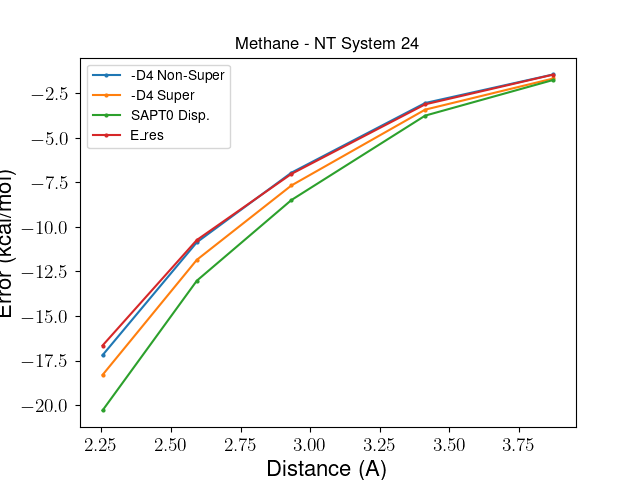 Methane - NT System 24
-D4 Non-Super
-D4 Super
SAPT0 Disp.
E_res
−2.5
−5.0
−7.5
−10.0
−12.5
−15.0
−17.5
−20.0
Error (kcal/mol)
2.25 2.50 2.75 3.00 3.25 3.50 3.75
Distance (A)